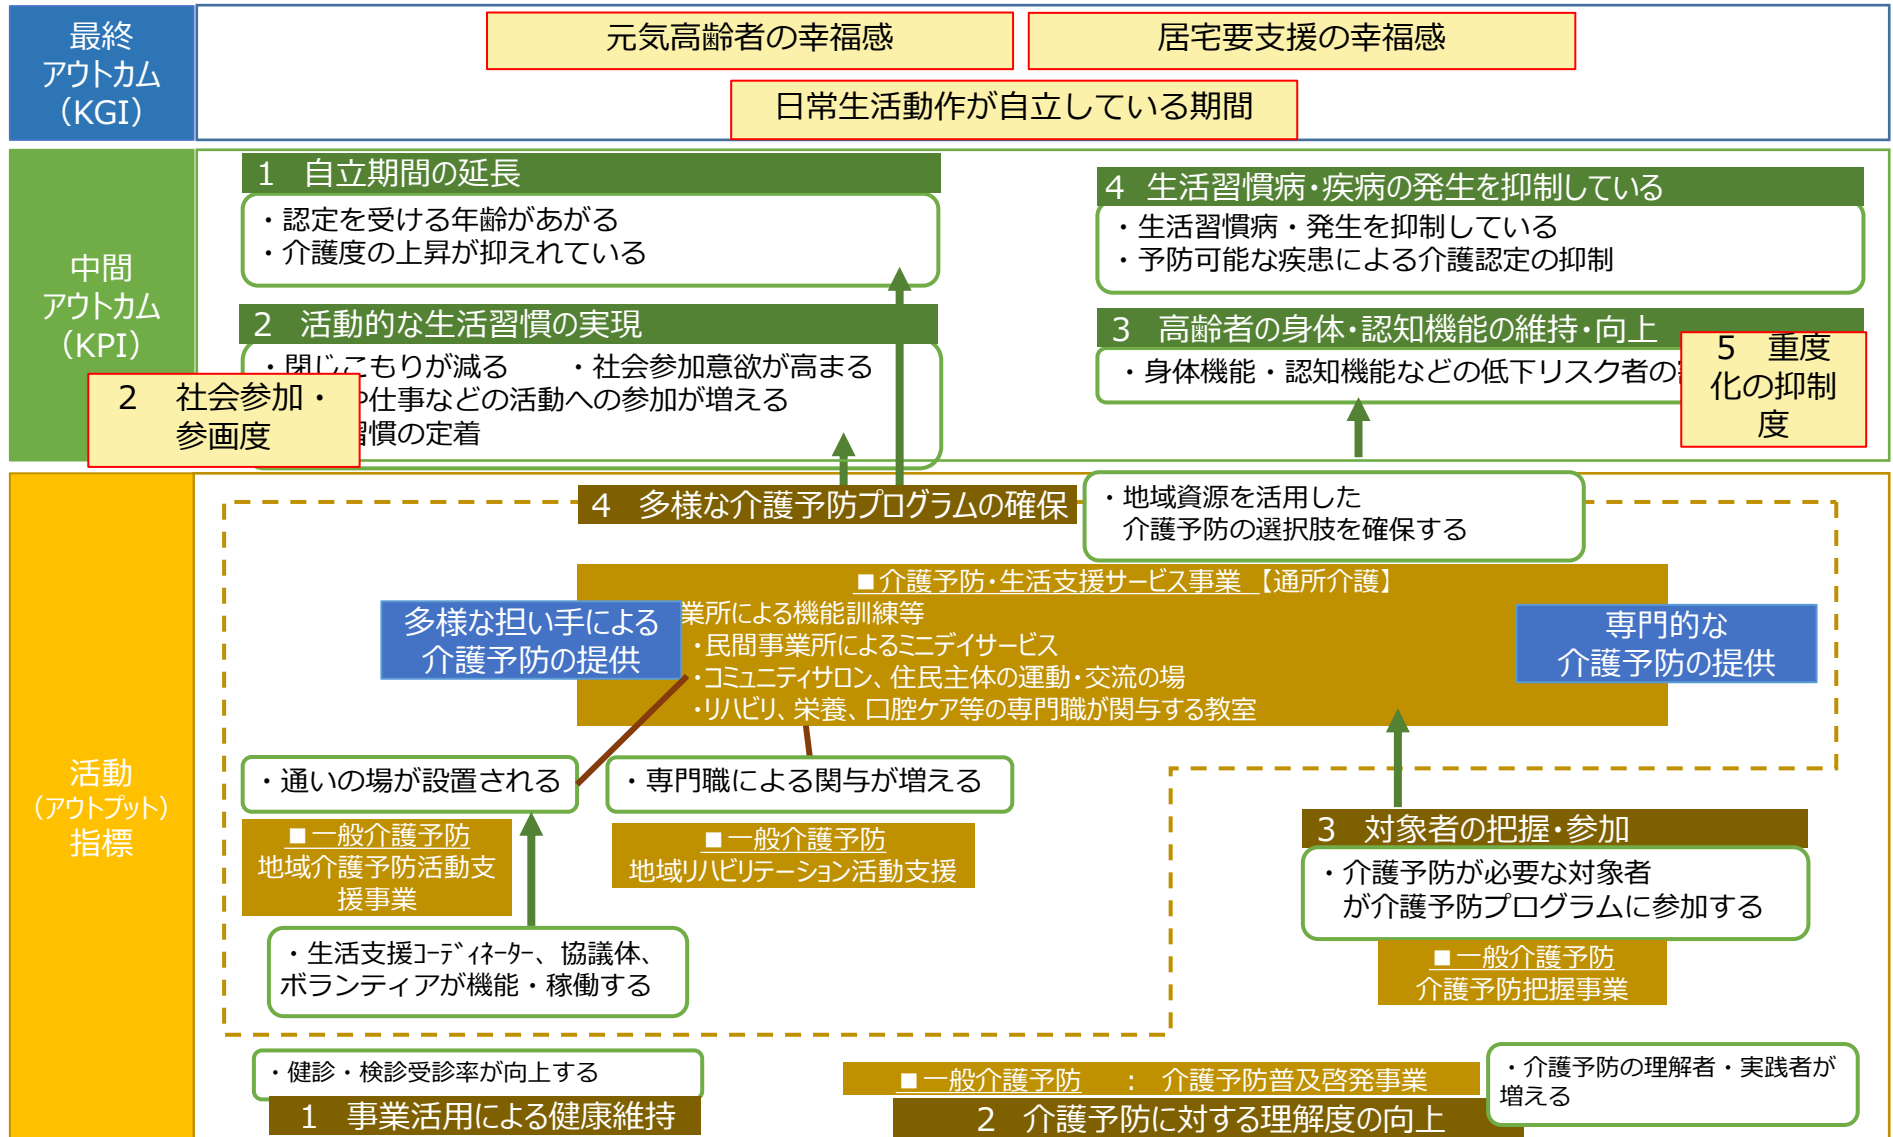 最終
アウトカム
（KGI）
元気高齢者の幸福感
居宅要支援の幸福感
日常生活動作が自立している期間
中間
アウトカム
（KPI）
1　自立期間の延長
・認定を受ける年齢があがる
・介護度の上昇が抑えれている
4　生活習慣病・疾病の発生を抑制している
・生活習慣病・発生を抑制している
・予防可能な疾患による介護認定の抑制
2　活動的な生活習慣の実現
・閉じこもりが減る　　・社会参加意欲が高まる
や仕事などの活動への参加が増える
習慣の定着
2　社会参加・
参画度
3　高齢者の身体・認知機能の維持・向上
・身体機能・認知機能などの低下リスク者の
5　重度
化の抑制
度
活動
（アウトプット）
指標
4　多様な介護予防プログラムの確保
・地域資源を活用した
介護予防の選択肢を確保する
■介護予防・生活支援サービス事業　【通所介護】
業所による機能訓練等
・民間事業所によるミニデイサービス
・コミュニティサロン、住民主体の運動・交流の場
・リハビリ、栄養、口腔ケア等の専門職が関与する教室
多様な担い手による
介護予防の提供
専門的な
介護予防の提供
・通いの場が設置される
・専門職による関与が増える
■一般介護予防
地域介護予防活動支
援事業
■一般介護予防
地域リハビリテーション活動支援
・生活支援ｺｰﾃﾞｨﾈｰﾀｰ、協議体、
ボランティアが機能・稼働する
3　対象者の把握・参加
・介護予防が必要な対象者
が介護予防プログラムに参加する
■一般介護予防
介護予防把握事業
・健診・検診受診率が向上する
1　事業活用による健康維持
■一般介護予防　：　介護予防普及啓発事業
2　介護予防に対する理解度の向上
・介護予防の理解者・実践者が
増える